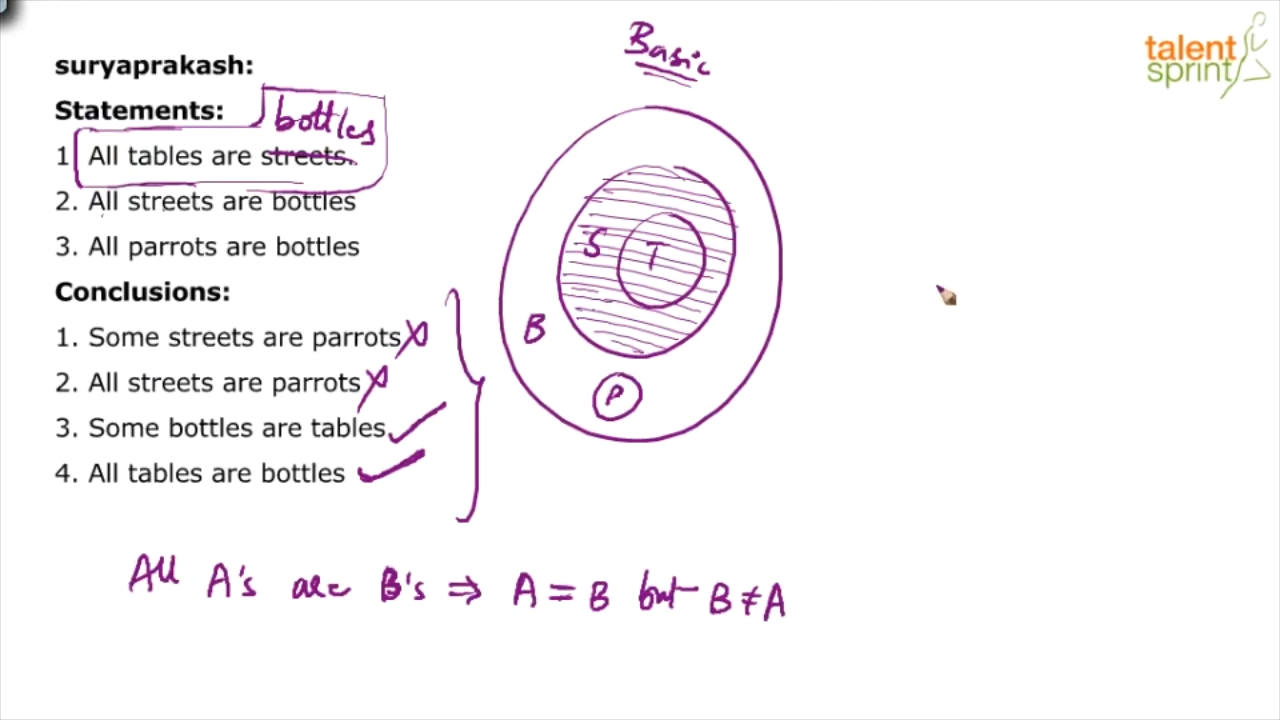 Basic
talent
sprint
suryaprakash:
Statements:
bottles
1 All tables are streets.
2. All streets are bottles
3. All parrots are bottles
Conclusions:
1. Some streets are parrots
2. All streets are parrots
3. Some bottles are tables
4. All tables are bottles
S T
B
P
All A's are B's ⇒ A = B but B ≠ A